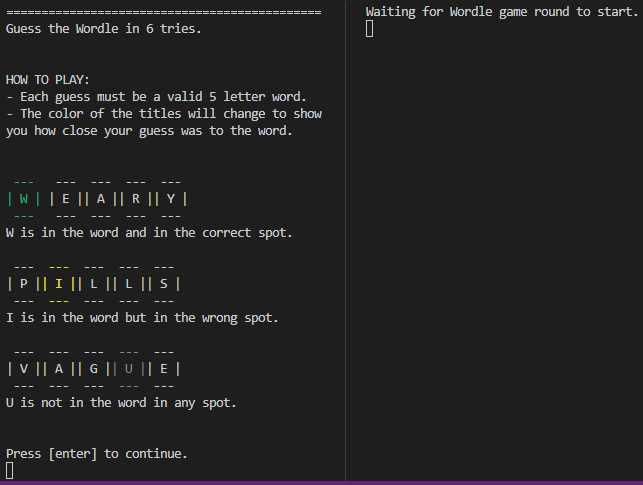 =============================================
Guess the Wordle in 6 tries.
HOW TO PLAY:
- Each guess must be a valid 5 letter word.
- The color of the titles will change to show
you how close your guess was to the word.
--- --- --- --- ---
| W | | E || A || R || Y |
--- --- --- --- ---
W is in the word and in the correct spot.
--- --- --- --- ---
| P || I || L || L || S |
--- --- --- --- ---
I is in the word but in the wrong spot.
--- --- --- --- ---
| V || A || G || U || E |
--- --- --- --- ---
U is not in the word in any spot.
Press [enter] to continue.
Waiting for Wordle game round to start.